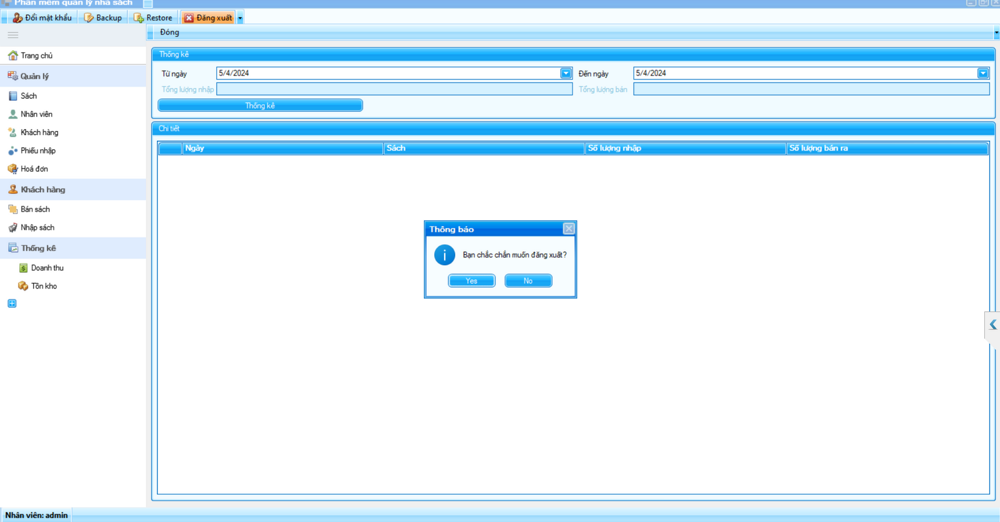 Phần mềm quản lý nhà sách
Đổi mật khẩu Backup Restore Đăng xuất
Đóng
Trang chủ
Quản lý
Sách
Nhân viên
Khách hàng
Phiếu nhập
Hoá đơn
Khách hàng
Bán sách
Nhập sách
Thống kê
Doanh thu
Tồn kho
Thống kê
Từ ngày 5/4/2024 Đến ngày 5/4/2024
Tổng lượng nhập Tổng lượng bán
Thống kê
Chi tiết
Ngày Sách Số lượng nhập Số lượng bán ra
Thông báo
Bạn chắc chắn muốn đăng xuất?
Yes No
Nhân viên: admin